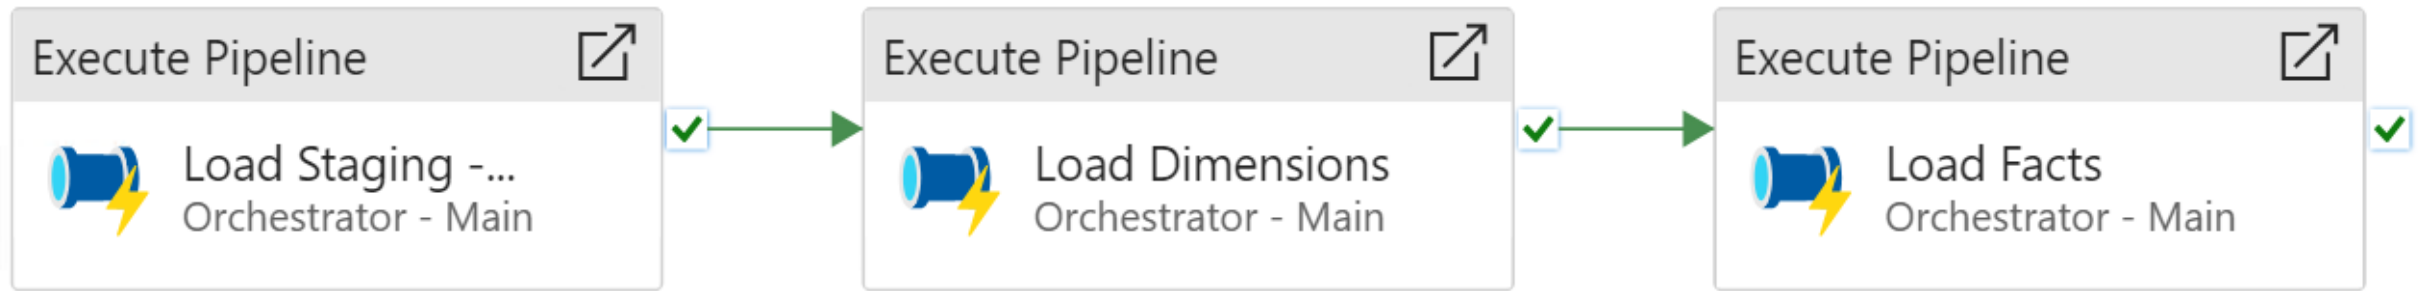 Execute Pipeline
Load Staging -...
Orchestrator - Main
Execute Pipeline
Load Dimensions
Orchestrator - Main
Execute Pipeline
Load Facts
Orchestrator - Main